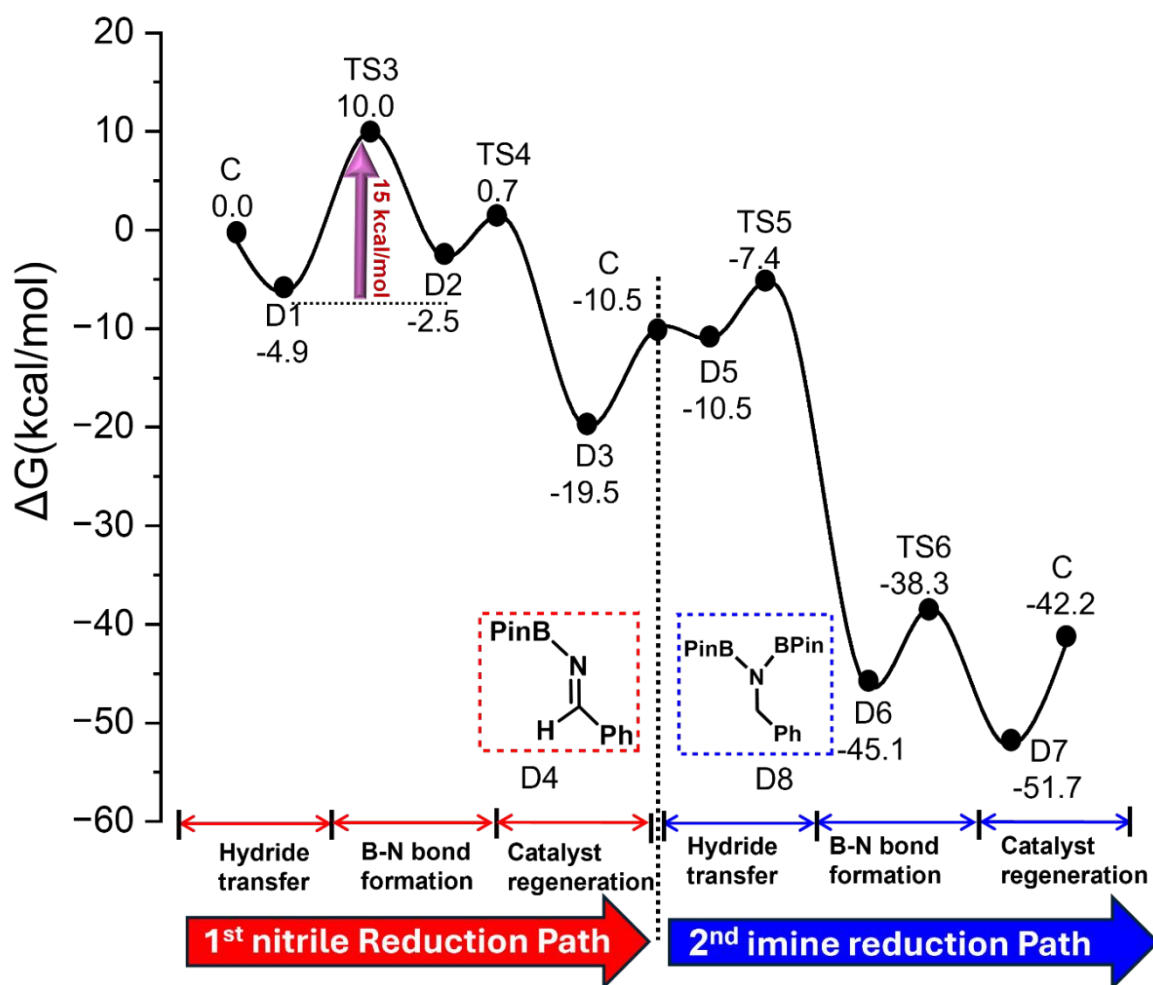 20
10
0
−10
−20
−30
−40
−50
−60
ΔG(kcal/mol)
C
0.0
D1
-4.9
TS3
10.0
15 kcal/mol
D2
-2.5
TS4
0.7
D3
-19.5
C
-10.5
D5
-10.5
TS5
-7.4
D6
-45.1
TS6
-38.3
D7
-51.7
C
-42.2
PinB
N
H
Ph
D4
PinB
BPin
N
Ph
D8
Hydride
transfer
B-N bond
formation
Catalyst
regeneration
Hydride
transfer
B-N bond
formation
Catalyst
regeneration
1st nitrile Reduction Path
2nd imine reduction Path